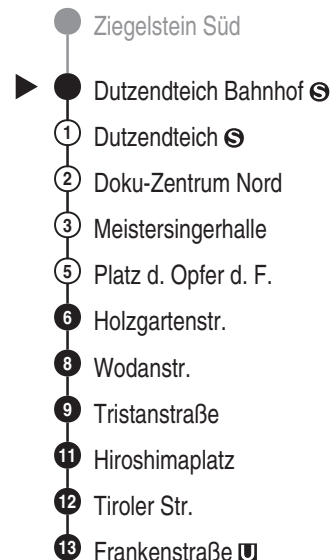 Ziegelstein Süd
Dutzendteich Bahnhof S
1 Dutzendteich S
2 Doku-Zentrum Nord
3 Meistersingerhalle
5 Platz d. Opfer d. F.
6 Holzgartenstr.
8 Wodanstr.
9 Tristanstraße
11 Hiroshimaplatz
12 Tiroler Str.
13 Frankenstraße U